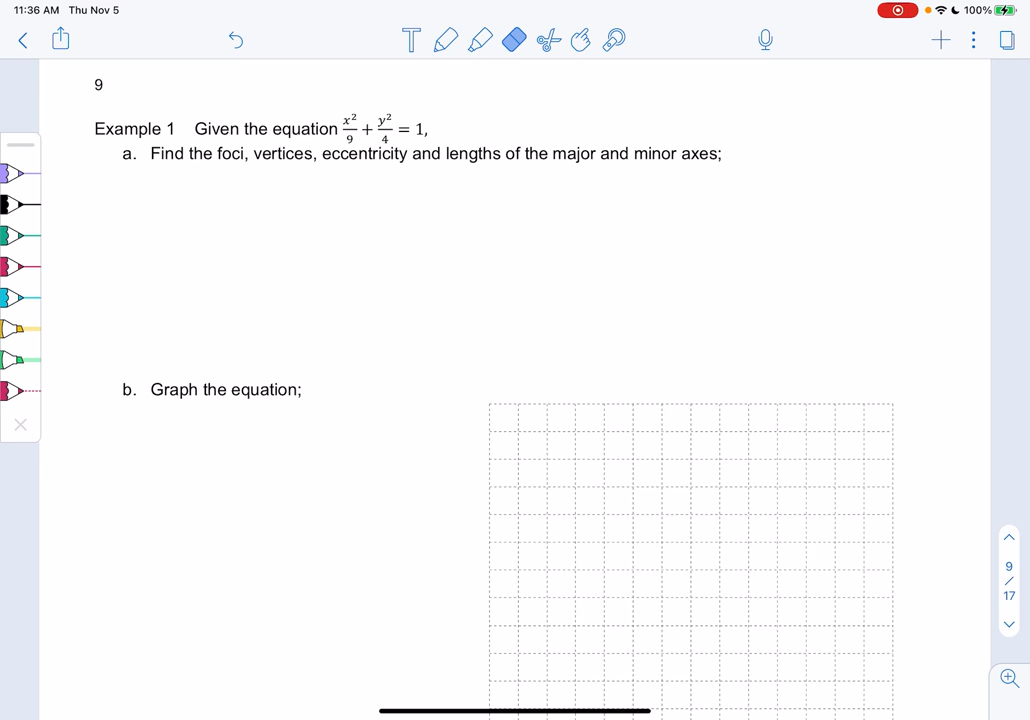 11:36 AM Thu Nov 5
100%
T
9
Example 1 Given the equation x²/9 + y²/4 = 1,
a. Find the foci, vertices, eccentricity and lengths of the major and minor axes;
b. Graph the equation;
9
/
17